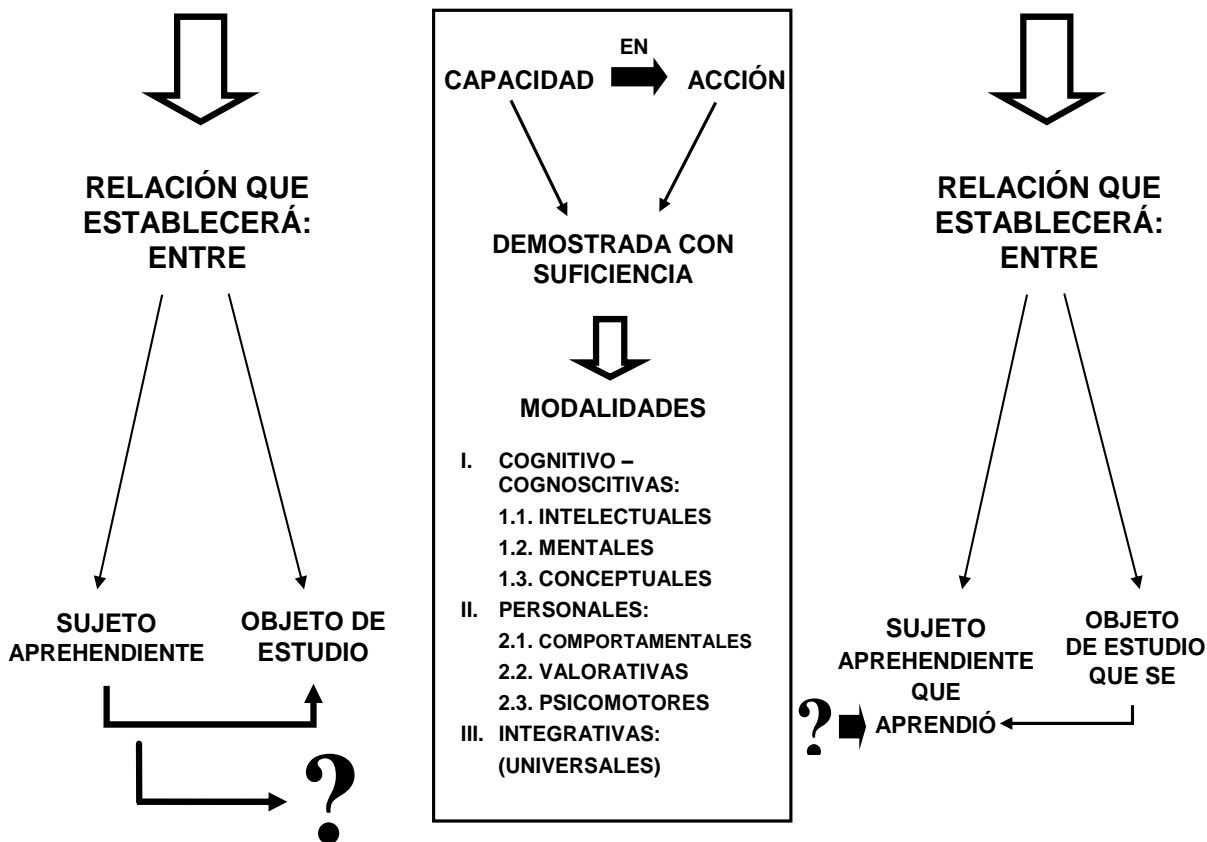 RELACIÓN QUE
ESTABLECERÁ:
ENTRE
SUJETO
APREHENDIENTE
OBJETO DE
ESTUDIO
?
EN
CAPACIDAD
ACCIÓN
DEMOSTRADA CON
SUFICIENCIA
MODALIDADES
I. COGNITIVO –
COGNOSCITIVAS:
1.1. INTELECTUALES
1.2. MENTALES
1.3. CONCEPTUALES
II. PERSONALES:
2.1. COMPORTAMENTALES
2.2. VALORATIVAS
2.3. PSICOMOTORES
III. INTEGRATIVAS:
(UNIVERSALES)
RELACIÓN QUE
ESTABLECERÁ:
ENTRE
SUJETO
APREHENDIENTE
QUE
OBJETO
DE ESTUDIO
QUE SE
?
APRENDIÓ